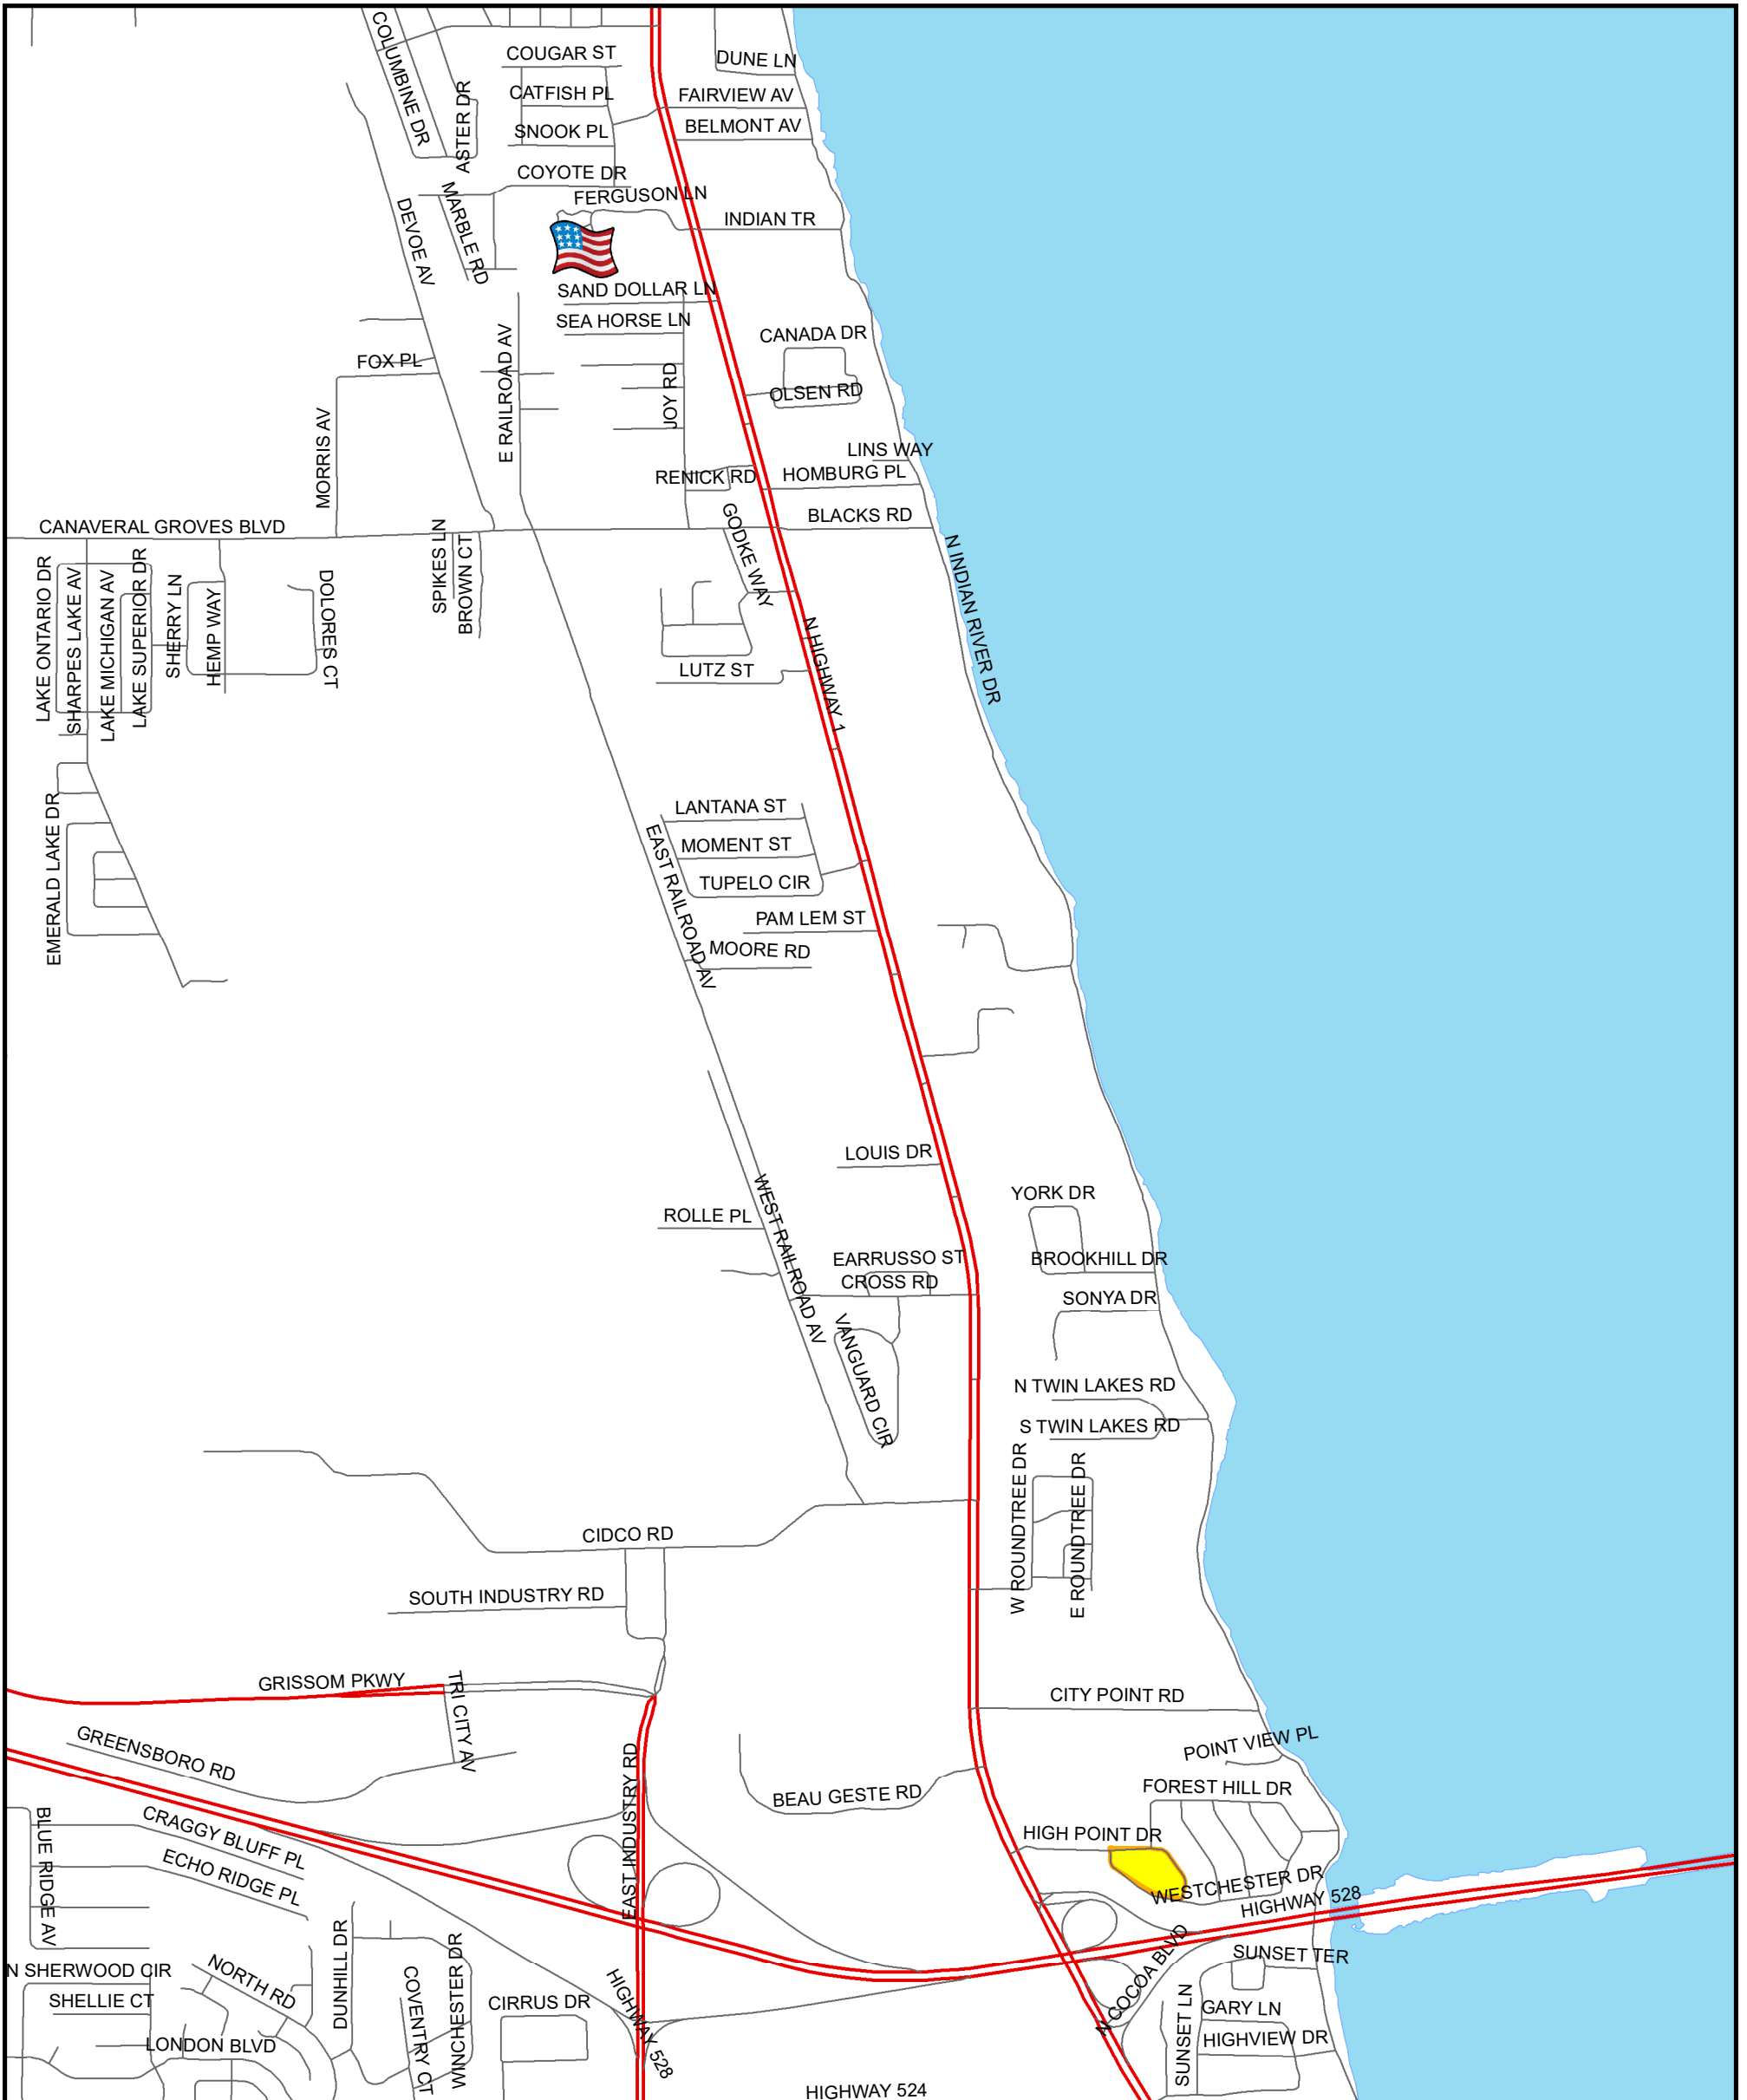 COLUMBINE DR
COUGAR ST
DUNE LN
ASTER DR
CATFISH PL
FAIRVIEW AV
SNOOK PL
BELMONT AV
COYOTE DR
MARBLE RD
FERGUSON LN
DEVOE AV
INDIAN TR
SAND DOLLAR LN
SEA HORSE LN
CANADA DR
E RAILROAD AV
FOX PL
JOY RD
OLSEN RD
MORRIS AV
LINS WAY
RENICK RD
HOMBURG PL
CANAVERAL GROVES BLVD
BLACKS RD
GODKE WAY
N INDIAN RIVER DR
LAKE ONTARIO DR
SHARPES LAKE AV
LAKE MICHIGAN AV
LAKE SUPERIOR DR
SHERRY LN
HEMP WAY
DOLORES CT
SPIKES LN
BROWN CT
N HIGHWAY 1
LUTZ ST
EMERALD LAKE DR
LANTANA ST
EAST RAILROAD AV
MOMENT ST
TUPELO CIR
PAM LEM ST
MOORE RD
LOUIS DR
WEST RAILROAD AV
YORK DR
ROLLE PL
EARRUSSO ST
BROOKHILL DR
CROSS RD
SONYA DR
VANGUARD CIR
N TWIN LAKES RD
S TWIN LAKES RD
W ROUNDTREE DR
E ROUNDTREE DR
CIDCO RD
SOUTH INDUSTRY RD
GRISSOM PKWY
TRI CITY AV
CITY POINT RD
GREENSBORO RD
POINT VIEW PL
EAST INDUSTRY RD
BEAU GESTE RD
FOREST HILL DR
BLUE RIDGE AV
CRAGGY BLUFF PL
HIGH POINT DR
ECHO RIDGE PL
WESTCHESTER DR
HIGHWAY 528
DUNHILL DR
WINCHESTER DR
N COCOA BLVD
SUNSET TER
N SHERWOOD CIR
NORTH RD
COVENTRY CT
HIGHWAY 528
SHELLIE CT
CIRRUS DR
SUNSET LN
GARY LN
LONDON BLVD
HIGHVIEW DR
HIGHWAY 524